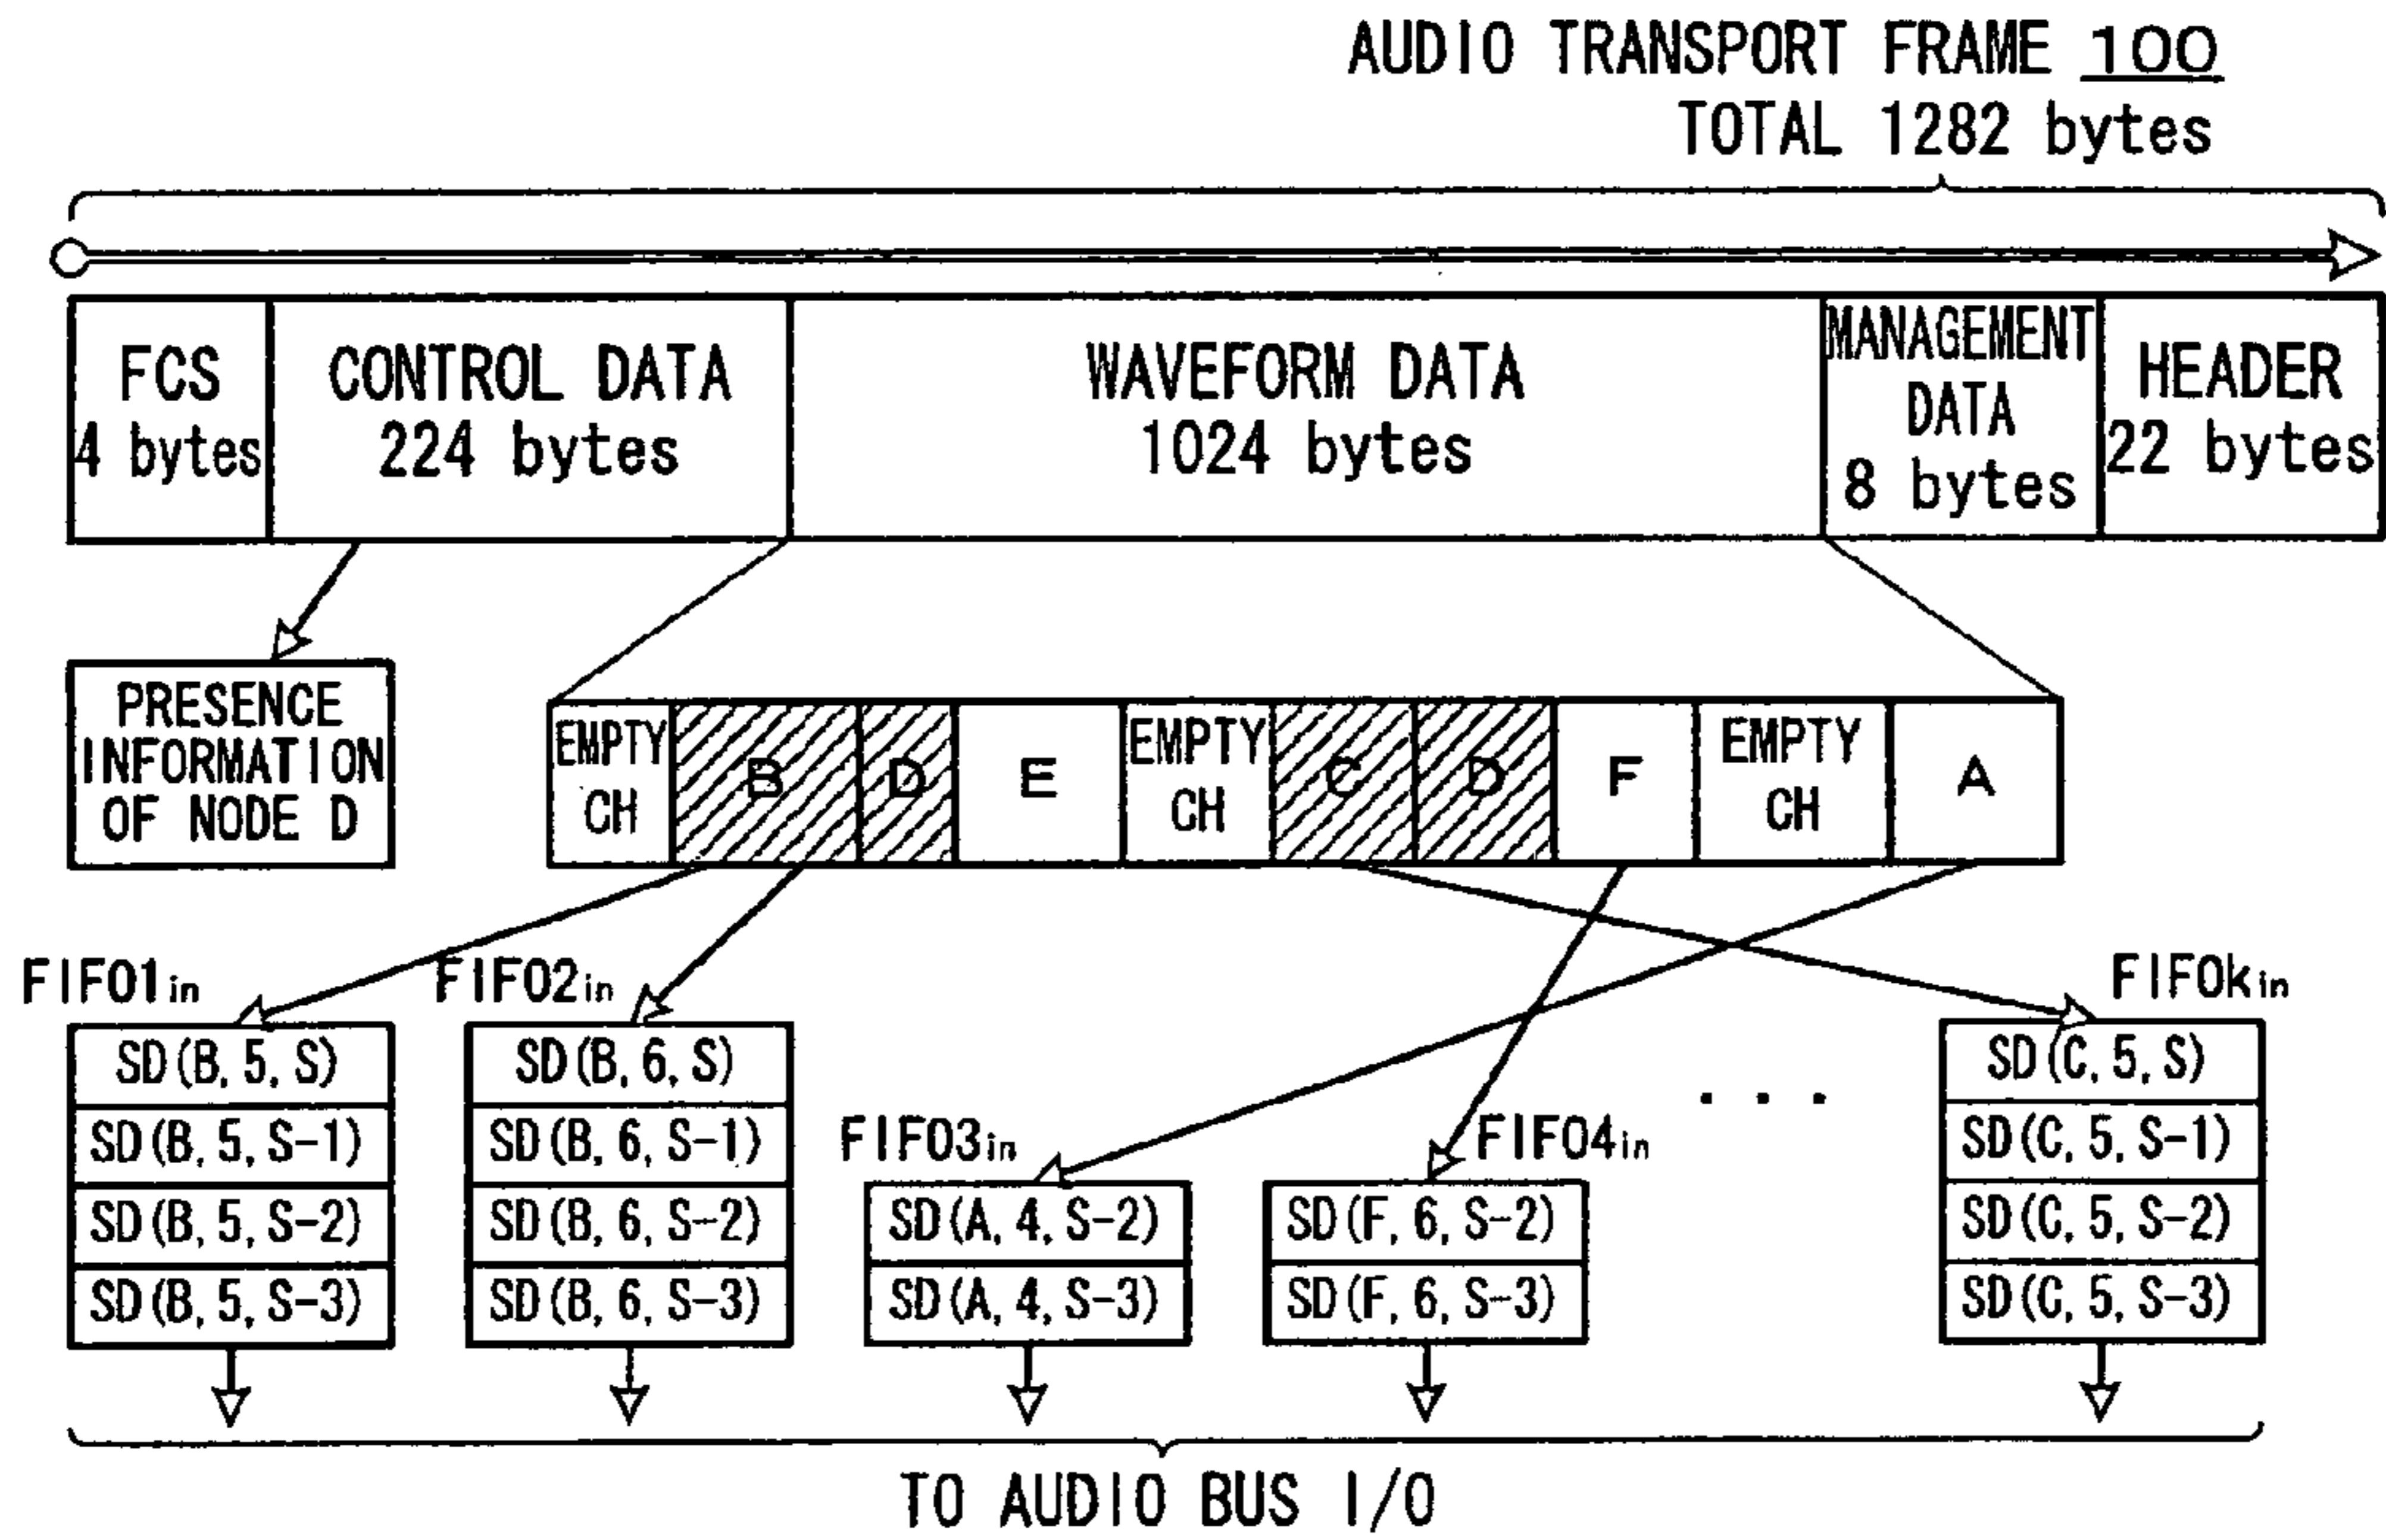 AUDIO TRANSPORT FRAME 100
TOTAL 1282 bytes
FCS
4 bytes
CONTROL DATA
224 bytes
WAVEFORM DATA
1024 bytes
MANAGEMENT
DATA
8 bytes
HEADER
22 bytes
PRESENCE
INFORMATION
OF NODE D
EMPTY
CH
B
D
E
EMPTY
CH
C
D
F
EMPTY
CH
A
FIFO1in
SD(B, 5, S)
SD(B, 5, S-1)
SD(B, 5, S-2)
SD(B, 5, S-3)
FIFO2in
SD(B, 6, S)
SD(B, 6, S-1)
SD(B, 6, S-2)
SD(B, 6, S-3)
FIFO3in
SD(A, 4, S-2)
SD(A, 4, S-3)
FIFO4in
SD(F, 6, S-2)
SD(F, 6, S-3)
. . .
FIFOkin
SD(C, 5, S)
SD(C, 5, S-1)
SD(C, 5, S-2)
SD(C, 5, S-3)
TO AUDIO BUS I/O